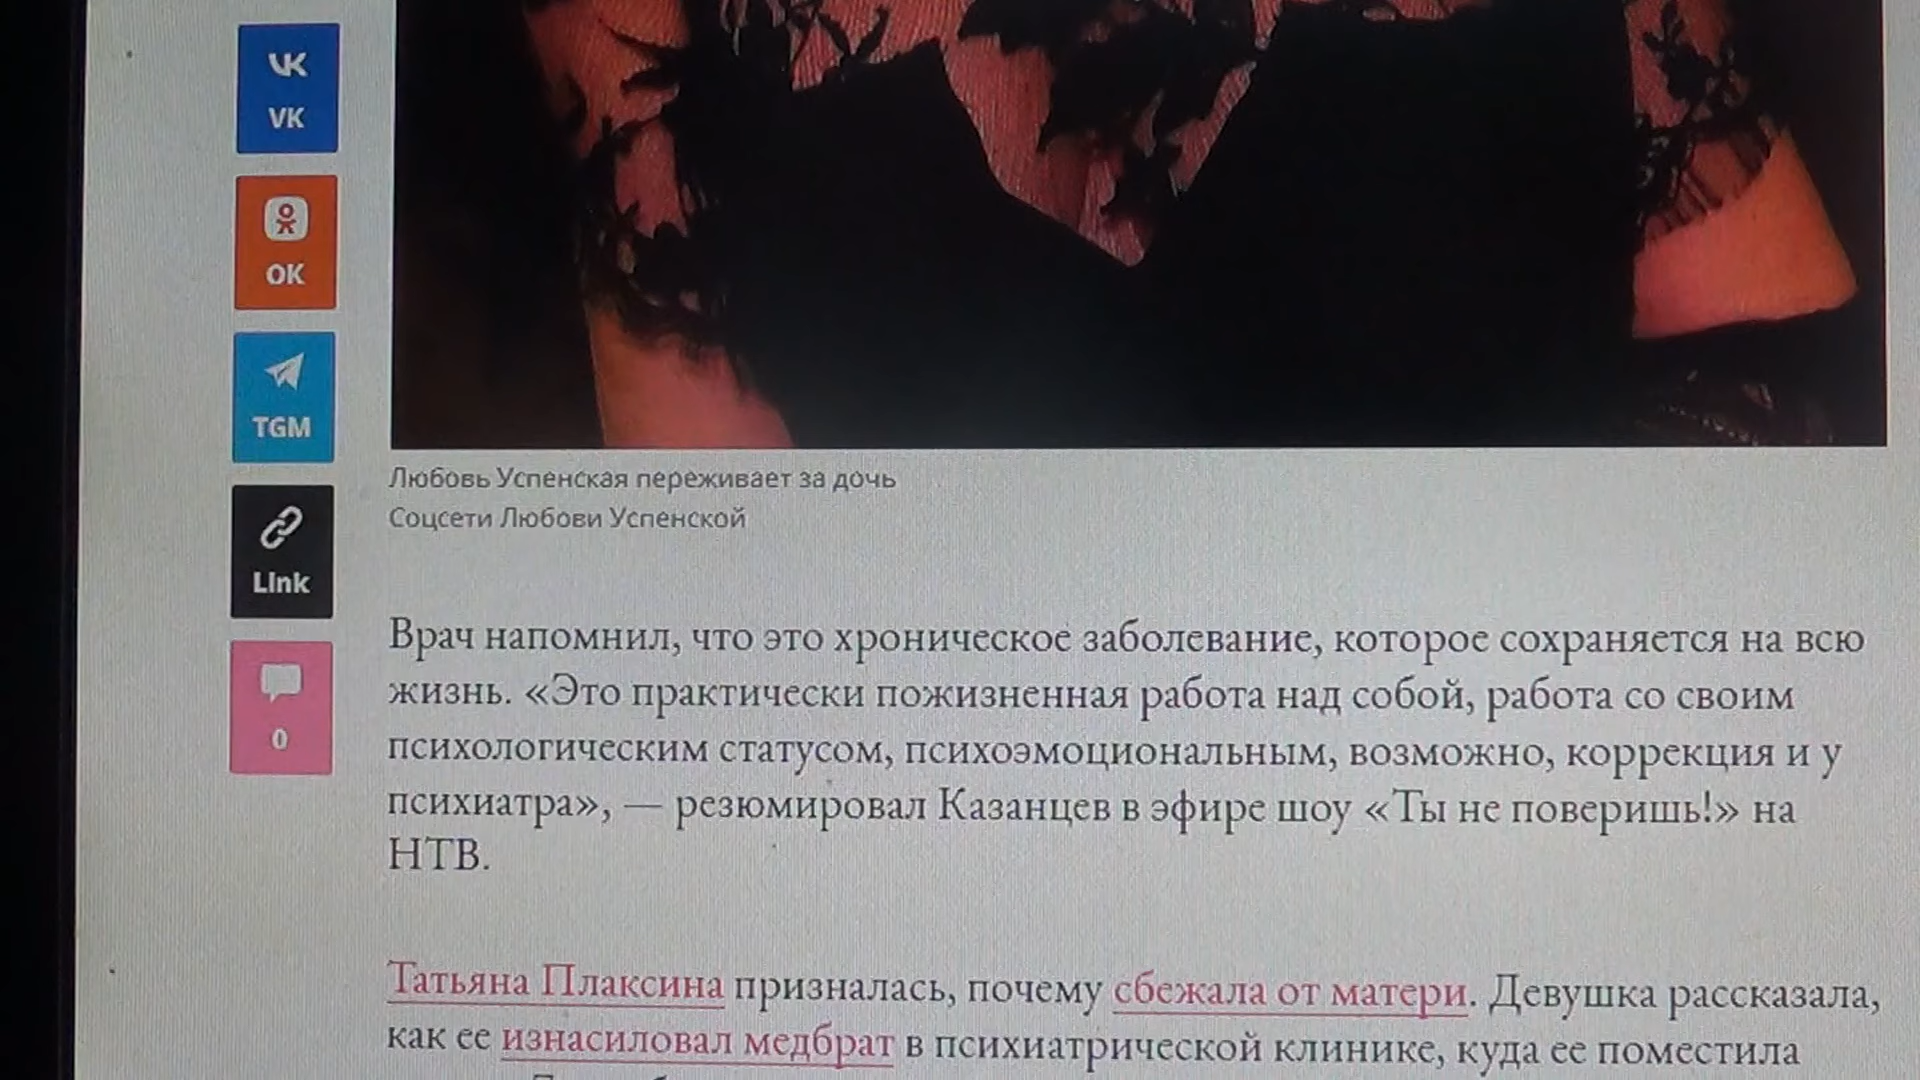 VK
VK
OK
TGM
LInk
0
Любовь Успенская переживает за дочь
Соцсети Любови Успенской
Врач напомнил, что это хроническое заболевание, которое сохраняется на всю
жизнь. «Это практически пожизненная работа над собой, работа со своим
психологическим статусом, психоэмоциональным, возможно, коррекция и у
психиатра», — резюмировал Казанцев в эфире шоу «Ты не поверишь!» на
НТВ.
Татьяна Плаксина призналась, почему сбежала от матери. Девушка рассказала,
как ее изнасиловал медбрат в психиатрической клинике, куда ее поместила